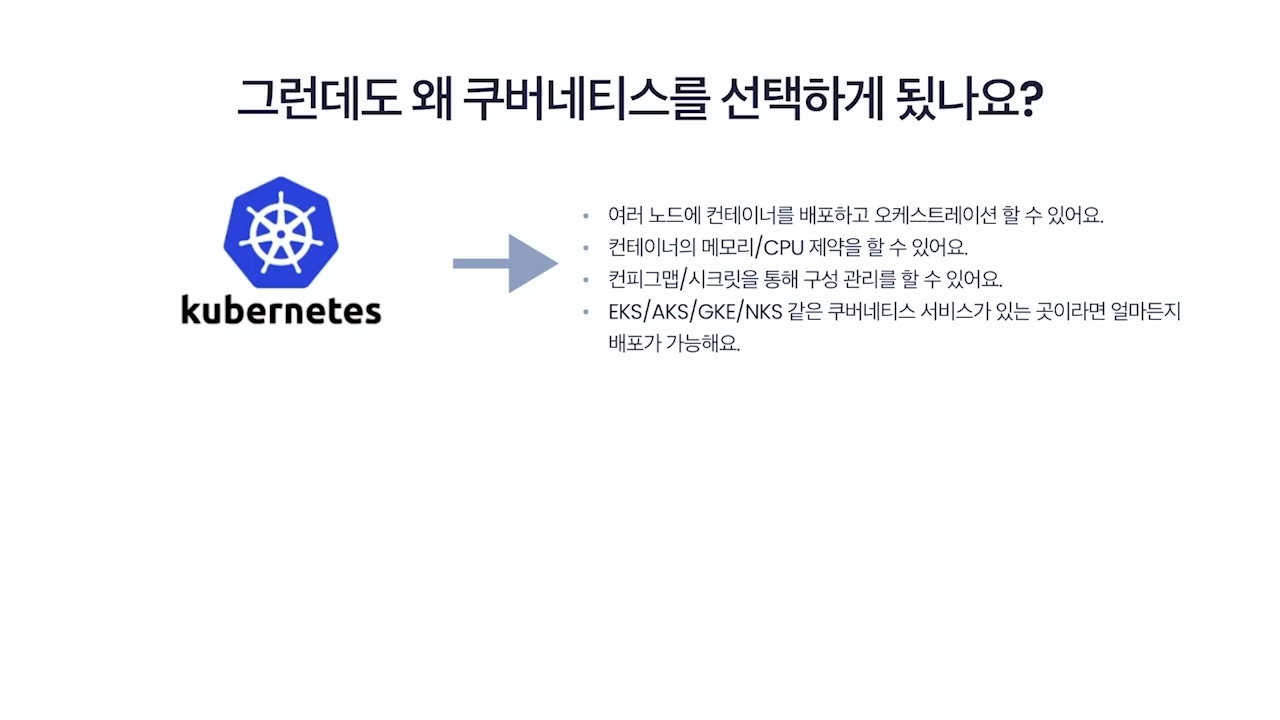 그런데도 왜 쿠버네티스를 선택하게 됬나요?
kubernetes
• 여러 노드에 컨테이너를 배포하고 오케스트레이션 할 수 있어요.
• 컨테이너의 메모리/CPU 제약을 할 수 있어요.
• 컨피그맵/시크릿을 통해 구성 관리를 할 수 있어요.
• EKS/AKS/GKE/NKS 같은 쿠버네티스 서비스가 있는 곳이라면 얼마든지
배포가 가능해요.